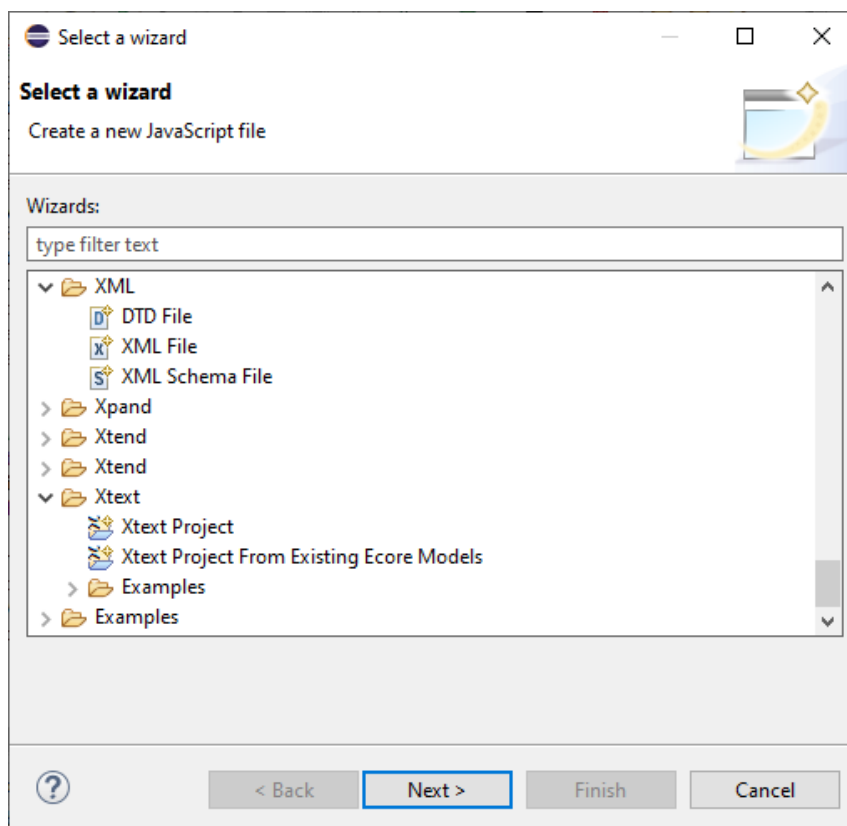 Select a wizard
Select a wizard
Create a new JavaScript file
Wizards:
type filter text
XML
DTD File
XML File
XML Schema File
Xpand
Xtend
Xtend
Xtext
Xtext Project
Xtext Project From Existing Ecore Models
Examples
Examples
< Back Next > Finish Cancel